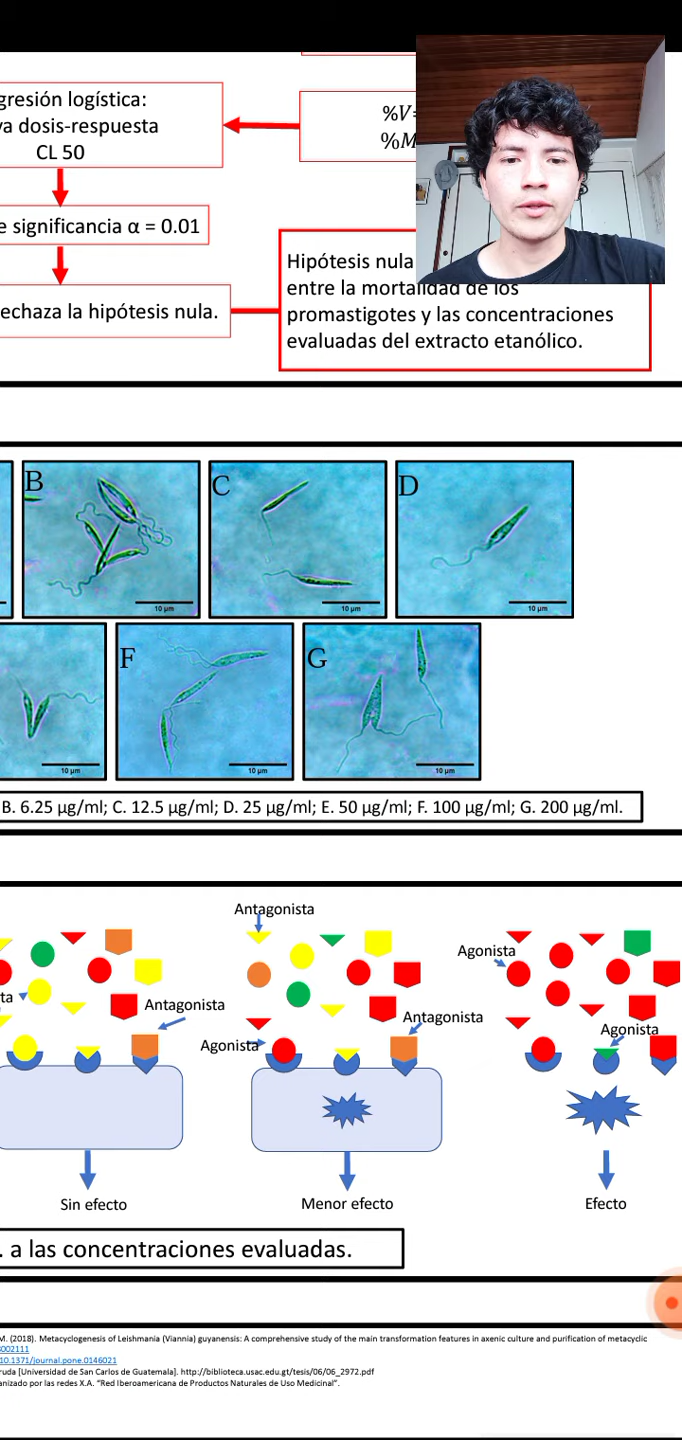 gresión logística:
va dosis-respuesta
CL 50
%V=
%M
e significancia α = 0.01
echaza la hipótesis nula.
Hipótesis nula
entre la mortalidad de los
promastigotes y las concentraciones
evaluadas del extracto etanólico.
B
C
D
10 µm
10 µm
10 µm
F
G
10 µm
10 µm
10 µm
B. 6.25 µg/ml; C. 12.5 µg/ml; D. 25 µg/ml; E. 50 µg/ml; F. 100 µg/ml; G. 200 µg/ml.
Antagonista
Agonista
ta
Antagonista
Antagonista
Agonista
Agonista
Sin efecto
Menor efecto
Efecto
. a las concentraciones evaluadas.
M. (2018). Metacyclogenesis of Leishmania (Viannia) guyanensis: A comprehensive study of the main transformation features in axenic culture and purification of metacyclic
8002111
10.1371/journal.pone.0146021
ruda [Universidad de San Carlos de Guatemala]. http://biblioteca.usac.edu.gt/tesis/06/06_2972.pdf
anizado por las redes X.A. "Red Iberoamericana de Productos Naturales de Uso Medicinal".